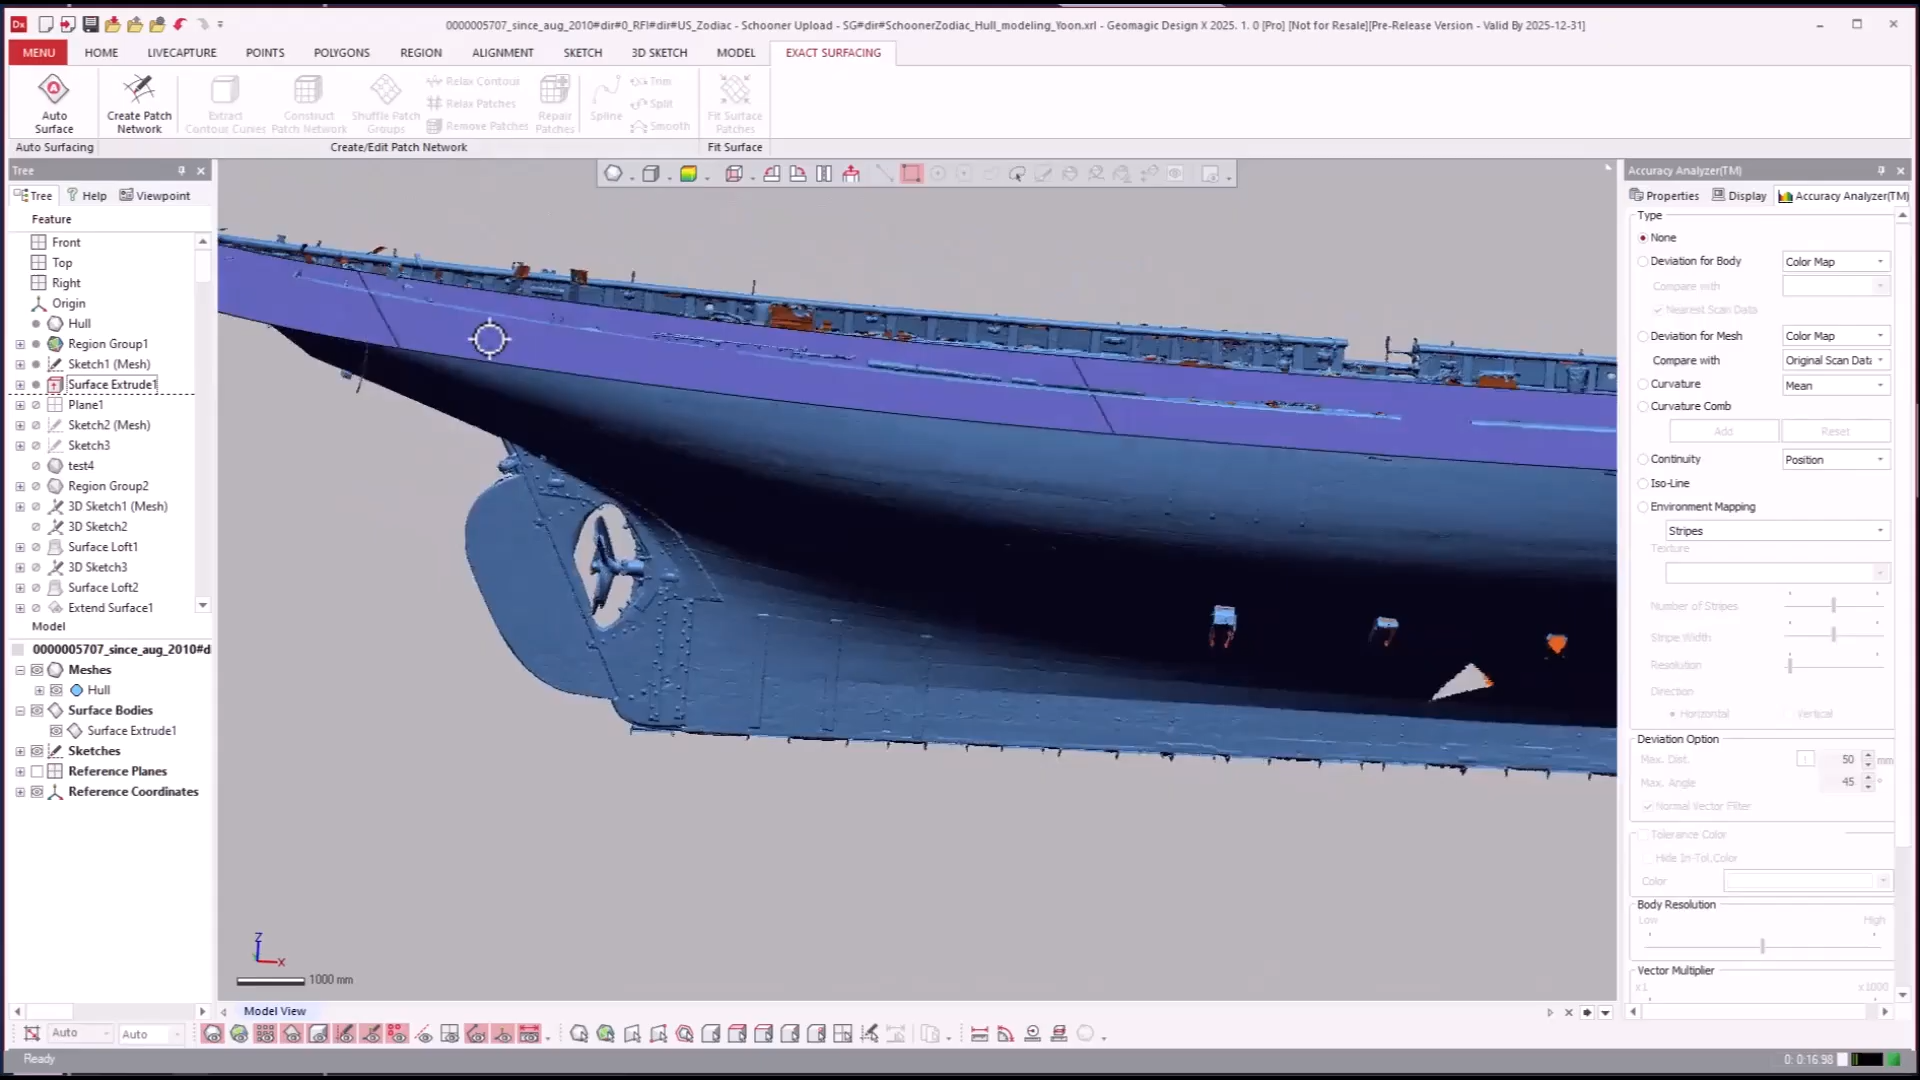 0000005707_since_aug_2010#dir#0_RFI#dir#US_Zodiac - Schooner Upload - SG#dir#SchoonerZodiac_Hull_modeling_Yoon.xrl - Geomagic Design X 2025. 1. 0 [Pro] [Not for Resale][Pre-Release Version - Valid By 2025-12-31]
MENU HOME LIVECAPTURE POINTS POLYGONS REGION ALIGNMENT SKETCH 3D SKETCH MODEL EXACT SURFACING
Auto Surface
Create Patch Network
Extract Contour Curves
Construct Patch Network
Shuffle Patch Groups
Relax Contour
Relax Patches
Remove Patches
Repair Patches
Spline
Trim
Split
Smooth
Fit Surface Patches
Auto Surfacing
Create/Edit Patch Network
Fit Surface
Tree
Tree Help Viewpoint
Feature
Front
Top
Right
Origin
Hull
Region Group1
Sketch1 (Mesh)
Surface Extrude1
Plane1
Sketch2 (Mesh)
Sketch3
test4
Region Group2
3D Sketch1 (Mesh)
3D Sketch2
Surface Loft1
3D Sketch3
Surface Loft2
Extend Surface1
Model
0000005707_since_aug_2010#d
Meshes
Hull
Surface Bodies
Surface Extrude1
Sketches
Reference Planes
Reference Coordinates
Z
X
1000 mm
Model View
Accuracy Analyzer(TM)
Properties Display Accuracy Analyzer(TM)
Type
None
Deviation for Body Color Map
Compare with
Nearest Scan Data
Deviation for Mesh Color Map
Compare with Original Scan Data
Curvature Mean
Curvature Comb
Add Reset
Continuity Position
Iso-Line
Environment Mapping
Stripes
Texture
Number of Stripes
Stripe Width
Resolution
Direction
Horizontal Vertical
Deviation Option
Max. Dist. 50 mm
Max. Angle 45 °
Normal Vector Filter
Tolerance Color
Hide In-Tol.Color
Color
Body Resolution
Low High
Vector Multiplier
x1 x1000
Auto Auto
Ready
0: 0:16.98